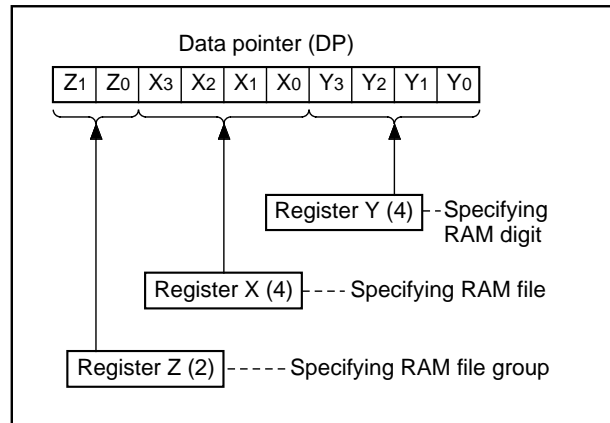 Data pointer (DP)
Z1 Z0 X3 X2 X1 X0 Y3 Y2 Y1 Y0
Register Y (4) Specifying
RAM digit
Register X (4) Specifying RAM file
Register Z (2) Specifying RAM file group